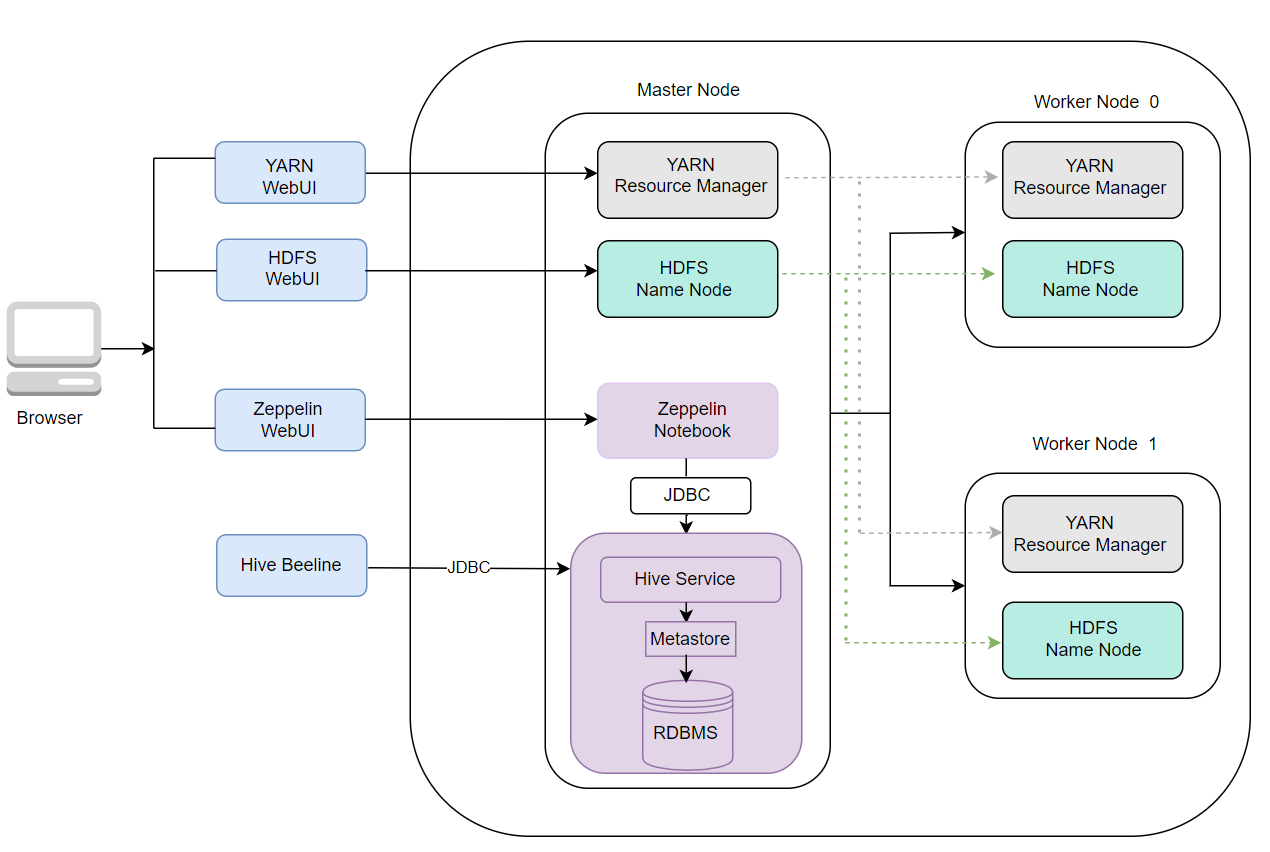 Master Node
Worker Node  0
YARN
WebUI
YARN
Resource Manager
YARN
Resource Manager
HDFS
WebUI
HDFS
Name Node
HDFS
Name Node
Browser
Zeppelin
WebUI
Zeppelin
Notebook
Worker Node  1
JDBC
YARN
Resource Manager
Hive Beeline
JDBC
Hive Service
Metastore
HDFS
Name Node
RDBMS